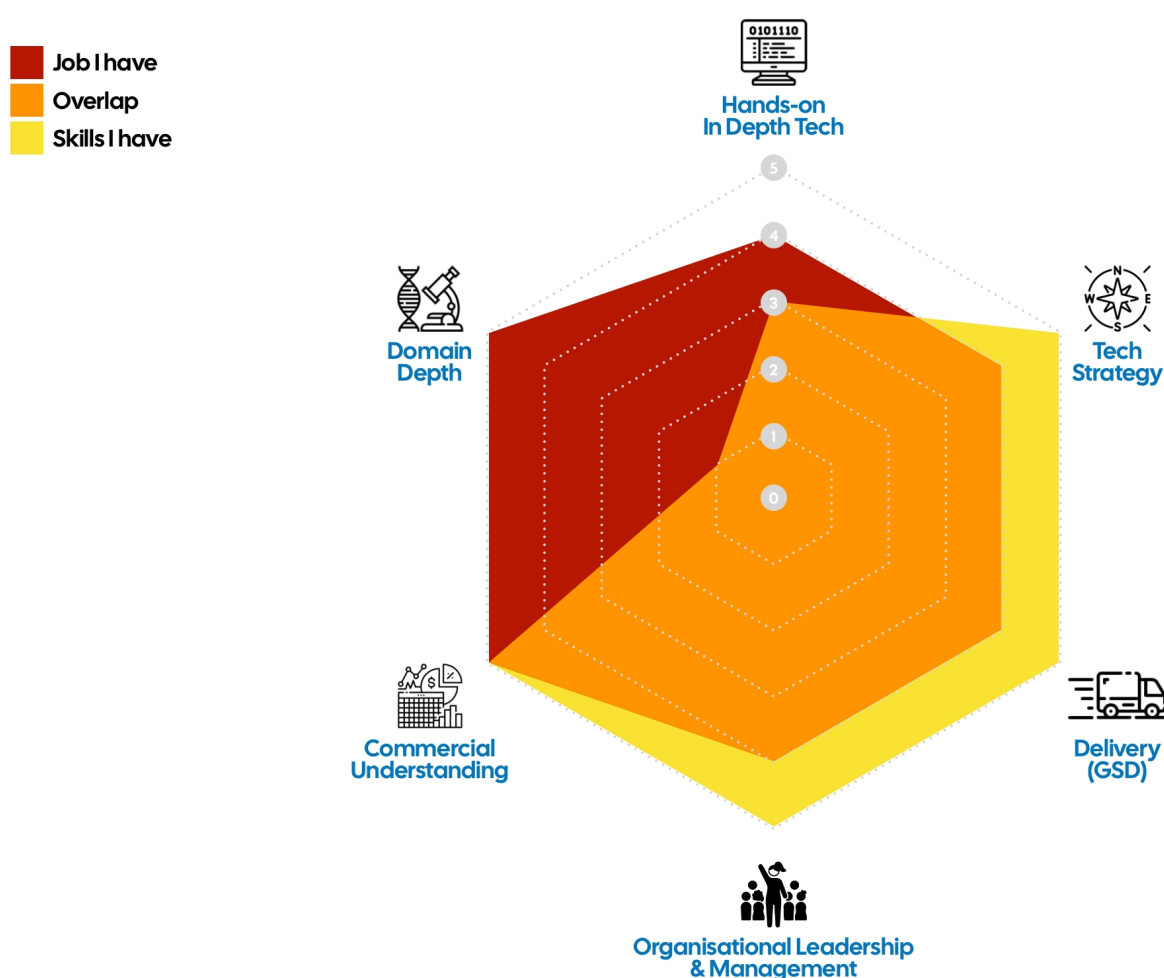 Job I have
Overlap
Skills I have
0101110
Hands-on
In Depth Tech
5
4
3
2
1
0
Domain
Depth
N
W E
S
Tech
Strategy
$ %
Commercial
Understanding
Delivery
(GSD)
Organisational Leadership
& Management